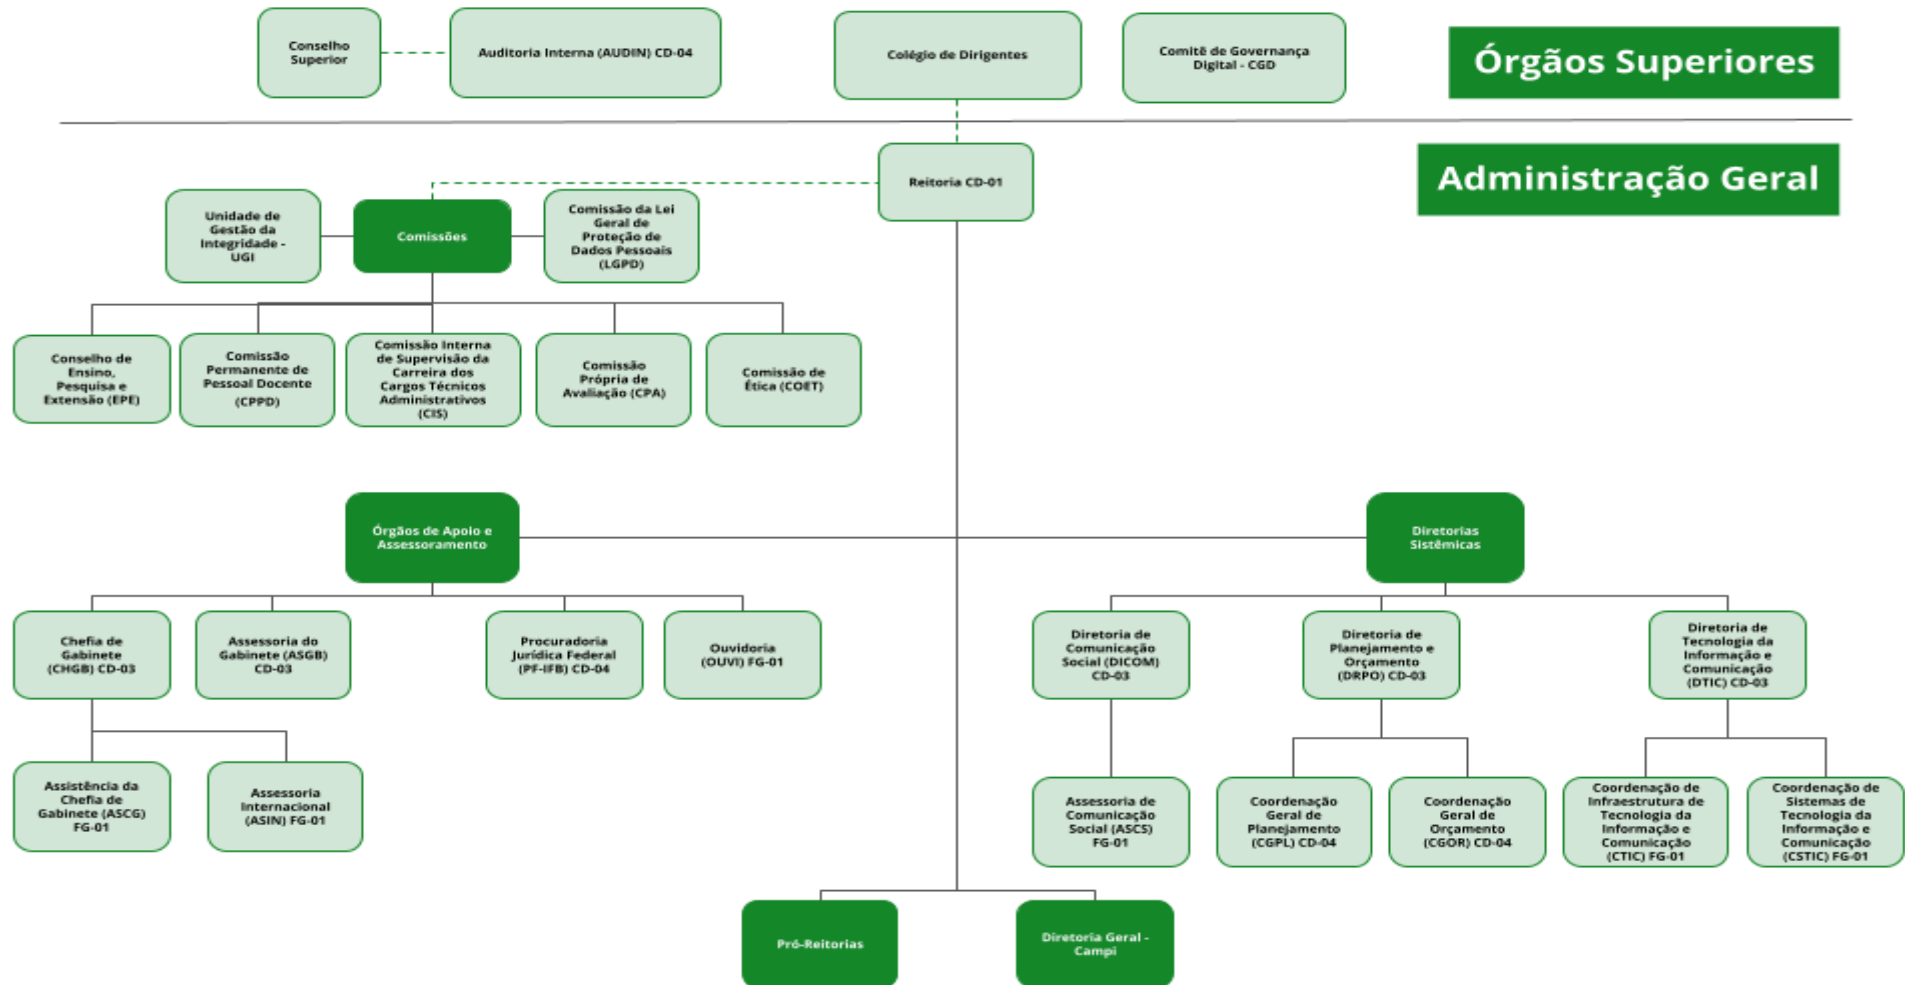 Conselho
Superior
Auditoria Interna (AUDIN) CD-04
Colégio de Dirigentes
Comitê de Governança
Digital - CGD
Órgãos Superiores
Reitoria CD-01
Administração Geral
Unidade de
Gestão da
Integridade -
UGI
Comissões
Comissão da Lei
Geral de
Proteção de
Dados Pessoais
(LGPD)
Conselho de
Ensino,
Pesquisa e
Extensão (EPE)
Comissão
Permanente de
Pessoal Docente
(CPPD)
Comissão Interna
de Supervisão da
Carreira dos
Cargos Técnicos
Administrativos
(CIS)
Comissão
Própria de
Avaliação (CPA)
Comissão de
Ética (COET)
Órgãos de Apoio e
Assessoramento
Diretorias
Sistêmicas
Chefia de
Gabinete
(CHGB) CD-03
Assessoria do
Gabinete (ASGB)
CD-03
Procuradoria
Jurídica Federal
(PF-IFB) CD-04
Ouvidoria
(OUVI) FG-01
Diretoria de
Comunicação
Social (DICOM)
CD-03
Diretoria de
Planejamento e
Orçamento
(DRPO) CD-03
Diretoria de
Tecnologia da
Informação e
Comunicação
(DTIC) CD-03
Assistência da
Chefia de
Gabinete (ASCG)
FG-01
Assessoria
Internacional
(ASIN) FG-01
Assessoria de
Comunicação
Social (ASCS)
FG-01
Coordenação
Geral de
Planejamento
(CGPL) CD-04
Coordenação
Geral de
Orçamento
(CGOR) CD-04
Coordenação de
Infraestrutura de
Tecnologia da
Informação e
Comunicação
(CTIC) FG-01
Coordenação de
Sistemas de
Tecnologia da
Informação e
Comunicação
(CSTIC) FG-01
Pró-Reitorias
Diretoria Geral -
Campi